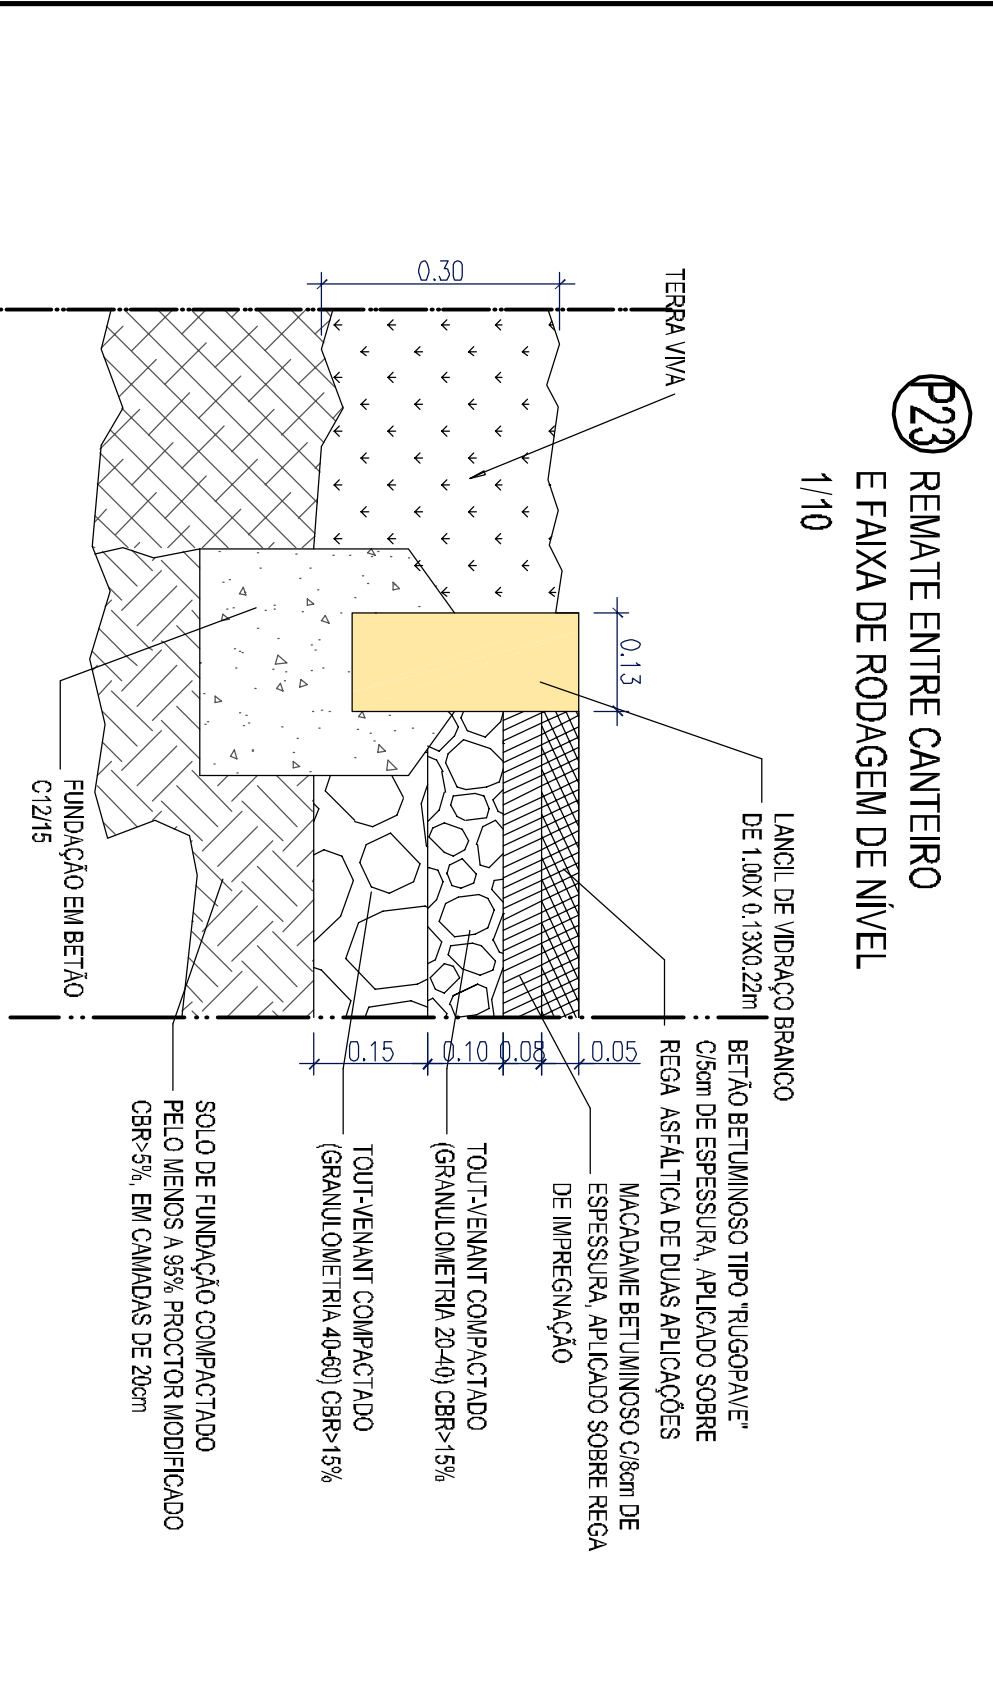 P23
REMATE ENTRE CANTEIRO
E FAIXA DE RODAGEM DE NÍVEL
1/10
TERRA VIVA
0.30
0.13
LANCIL DE VIDRAÇO BRANCO
DE 1.00X 0.13X0.22m
BETÃO BETUMINOSO TIPO "RUGOPAVE"
C/5cm DE ESPESSURA, APLICADO SOBRE
REGA ASFÁLTICA DE DUAS APLICAÇÕES
MACADAME BETUMINOSO C/8cm DE
ESPESSURA, APLICADO SOBRE REGA
DE IMPREGNAÇÃO
0.05
0.08
0.10
0.15
TOUT-VENANT COMPACTADO
(GRANULOMETRIA 20-40) CBR>15%
TOUT-VENANT COMPACTADO
(GRANULOMETRIA 40-60) CBR>15%
SOLO DE FUNDAÇÃO COMPACTADO
PELO MENOS A 95% PROCTOR MODIFICADO
CBR>5%, EM CAMADAS DE 20cm
FUNDAÇÃO EM BETÃO
C12/15